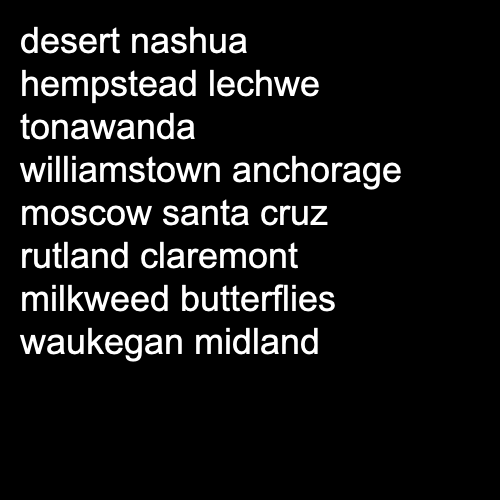 desert nashua
hempstead lechwe
tonawanda
williamstown anchorage
moscow santa cruz
rutland claremont
milkweed butterflies
waukegan midland